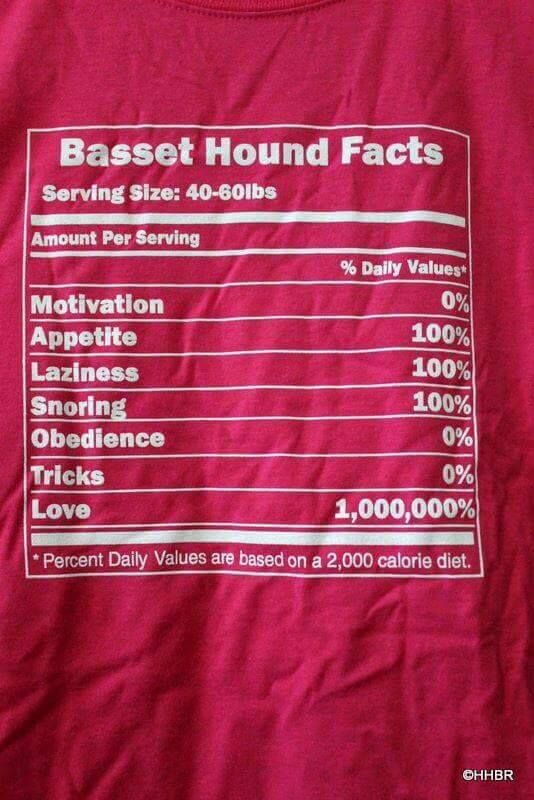 Basset Hound Facts
Serving Size: 40-60lbs
Amount Per Serving
% Daily Values*
Motivation 0%
Appetite 100%
Laziness 100%
Snoring 100%
Obedience 0%
Tricks 0%
Love 1,000,000%
* Percent Daily Values are based on a 2,000 calorie diet.
©HHBR